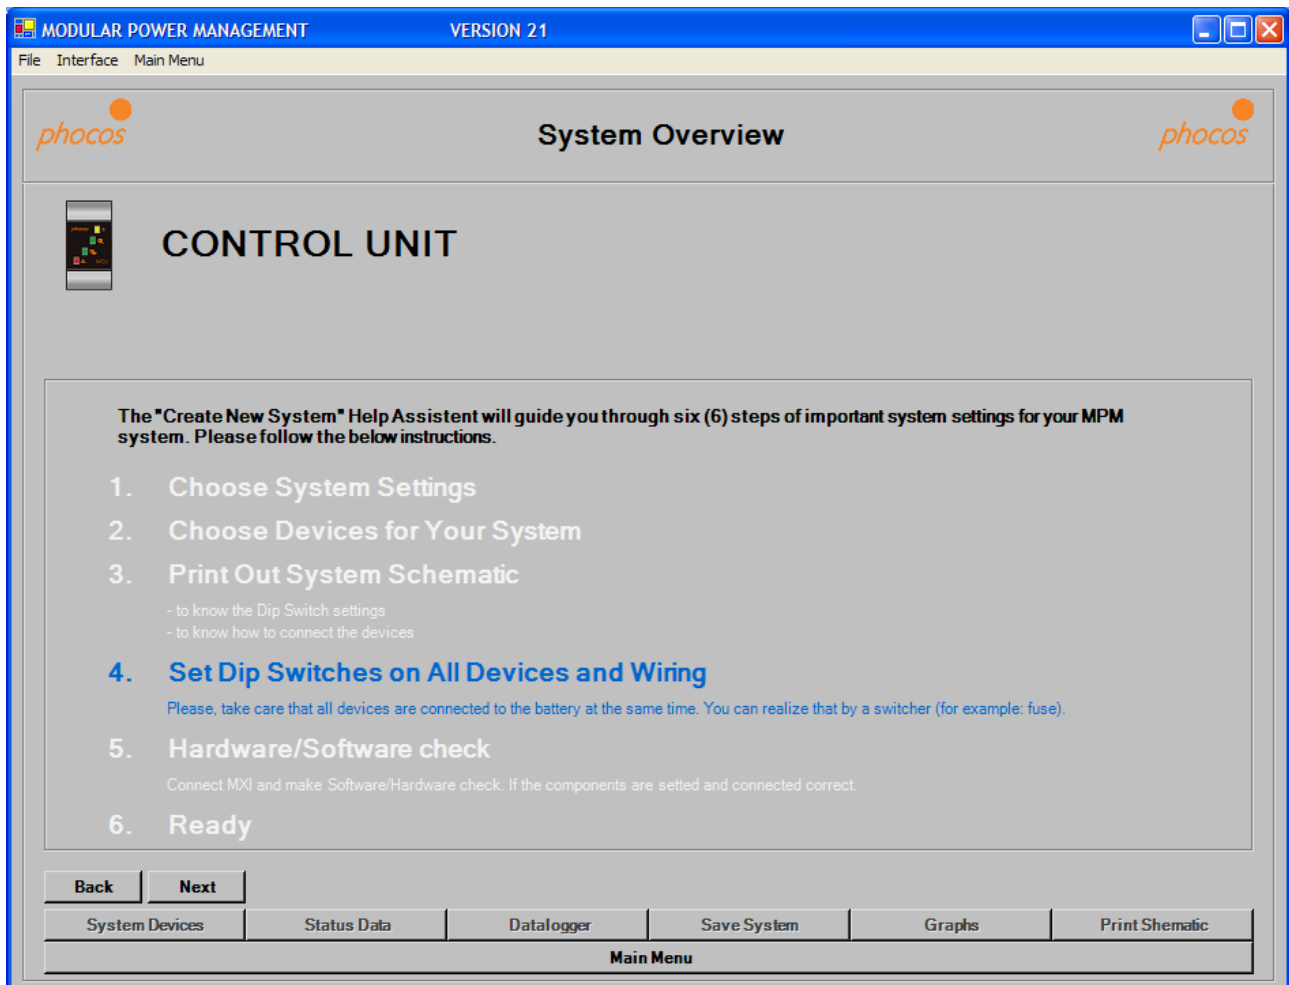 MODULAR POWER MANAGEMENT VERSION 21
File Interface Main Menu
phocos System Overview phocos
CONTROL UNIT
The "Create New System" Help Assistent will guide you through six (6) steps of important system settings for your MPM
system. Please follow the below instructions.
1. Choose System Settings
2. Choose Devices for Your System
3. Print Out System Schematic
- to know the Dip Switch settings
- to know how to connect the devices
4. Set Dip Switches on All Devices and Wiring
Please, take care that all devices are connected to the battery at the same time. You can realize that by a switcher (for example: fuse).
5. Hardware/Software check
Connect MXI and make Software/Hardware check. If the components are setted and connected correct.
6. Ready
Back Next
System Devices Status Data Datalogger Save System Graphs Print Shematic
Main Menu